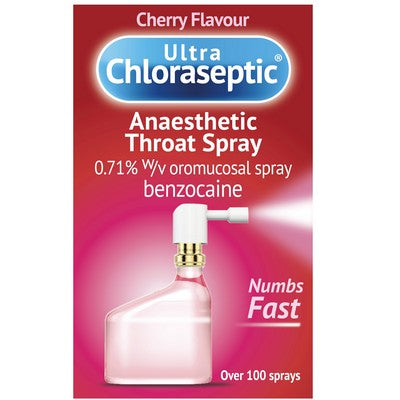 Cherry Flavour
Ultra
Chloraseptic®
Anaesthetic
Throat Spray
0.71% W/v oromucosal spray
benzocaine
Numbs
Fast
Over 100 sprays